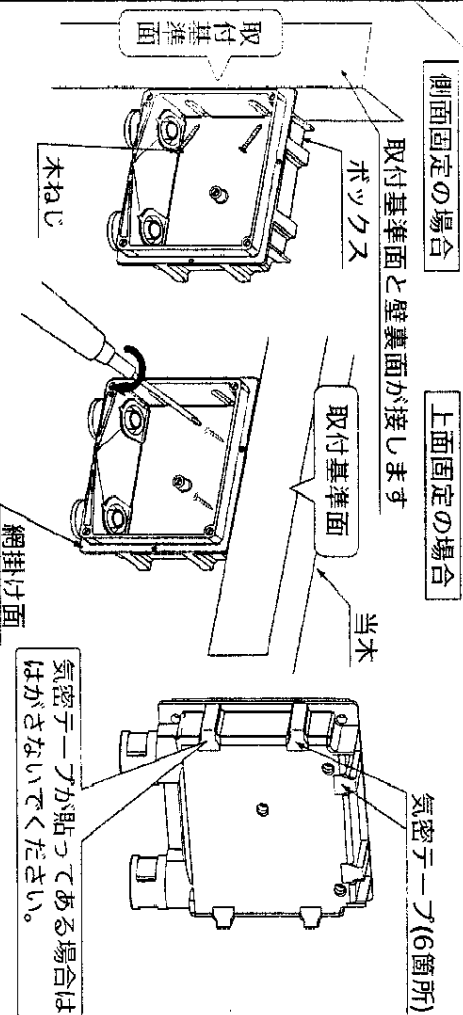 側面固定の場合
取付基準面と壁裏面が接します
ボックス
取付
基準
面
木ねじ
上面固定の場合
取付基準面
当木
網掛け面
気密テープ(6箇所)
気密テープが貼ってある場合は
はがさないでください。